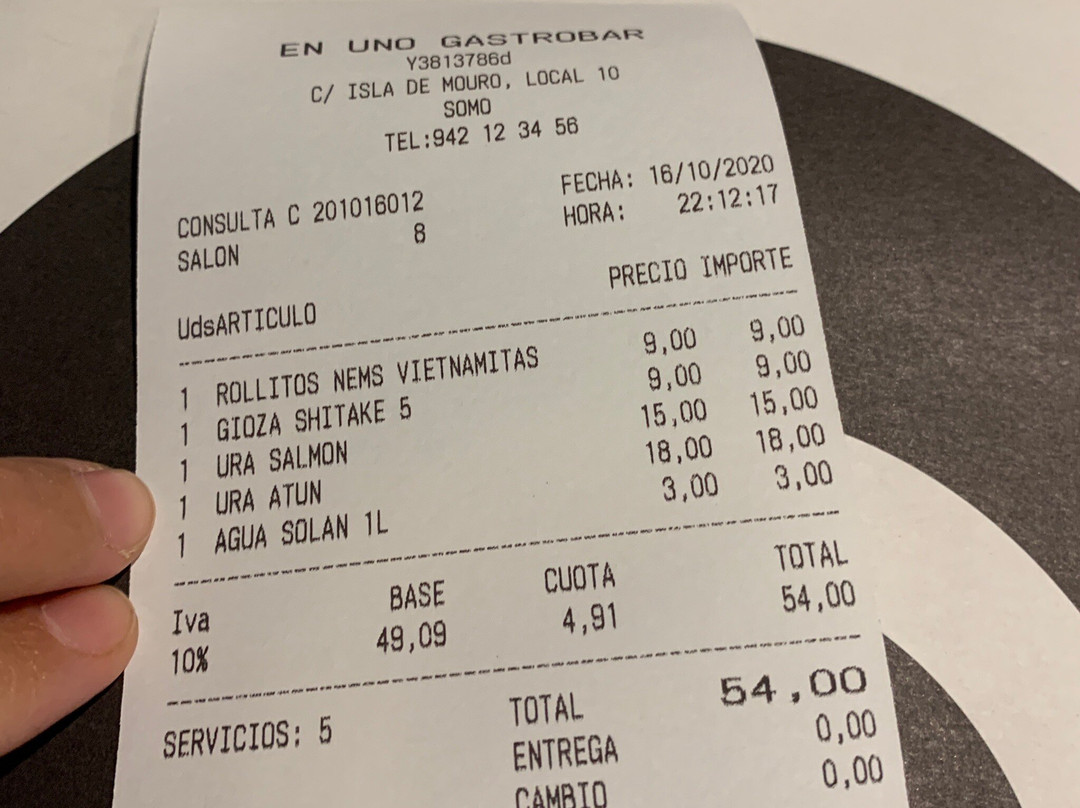 EN UNO GASTROBAR
Y3813786d
C/ ISLA DE MOURO, LOCAL 10
SOMO
TEL:942 12 34 56
CONSULTA C 201016012 FECHA: 16/10/2020
SALON 8 HORA: 22:12:17
UdsARTICULO PRECIO IMPORTE
1 ROLLITOS NEMS VIETNAMITAS 9,00 9,00
1 GIOZA SHITAKE 5 9,00 9,00
1 URA SALMON 15,00 15,00
1 URA ATUN 18,00 18,00
1 AGUA SOLAN 1L 3,00 3,00
Iva BASE CUOTA TOTAL
10% 49,09 4,91 54,00
SERVICIOS: 5 TOTAL 54,00
ENTREGA 0,00
CAMBIO 0,00